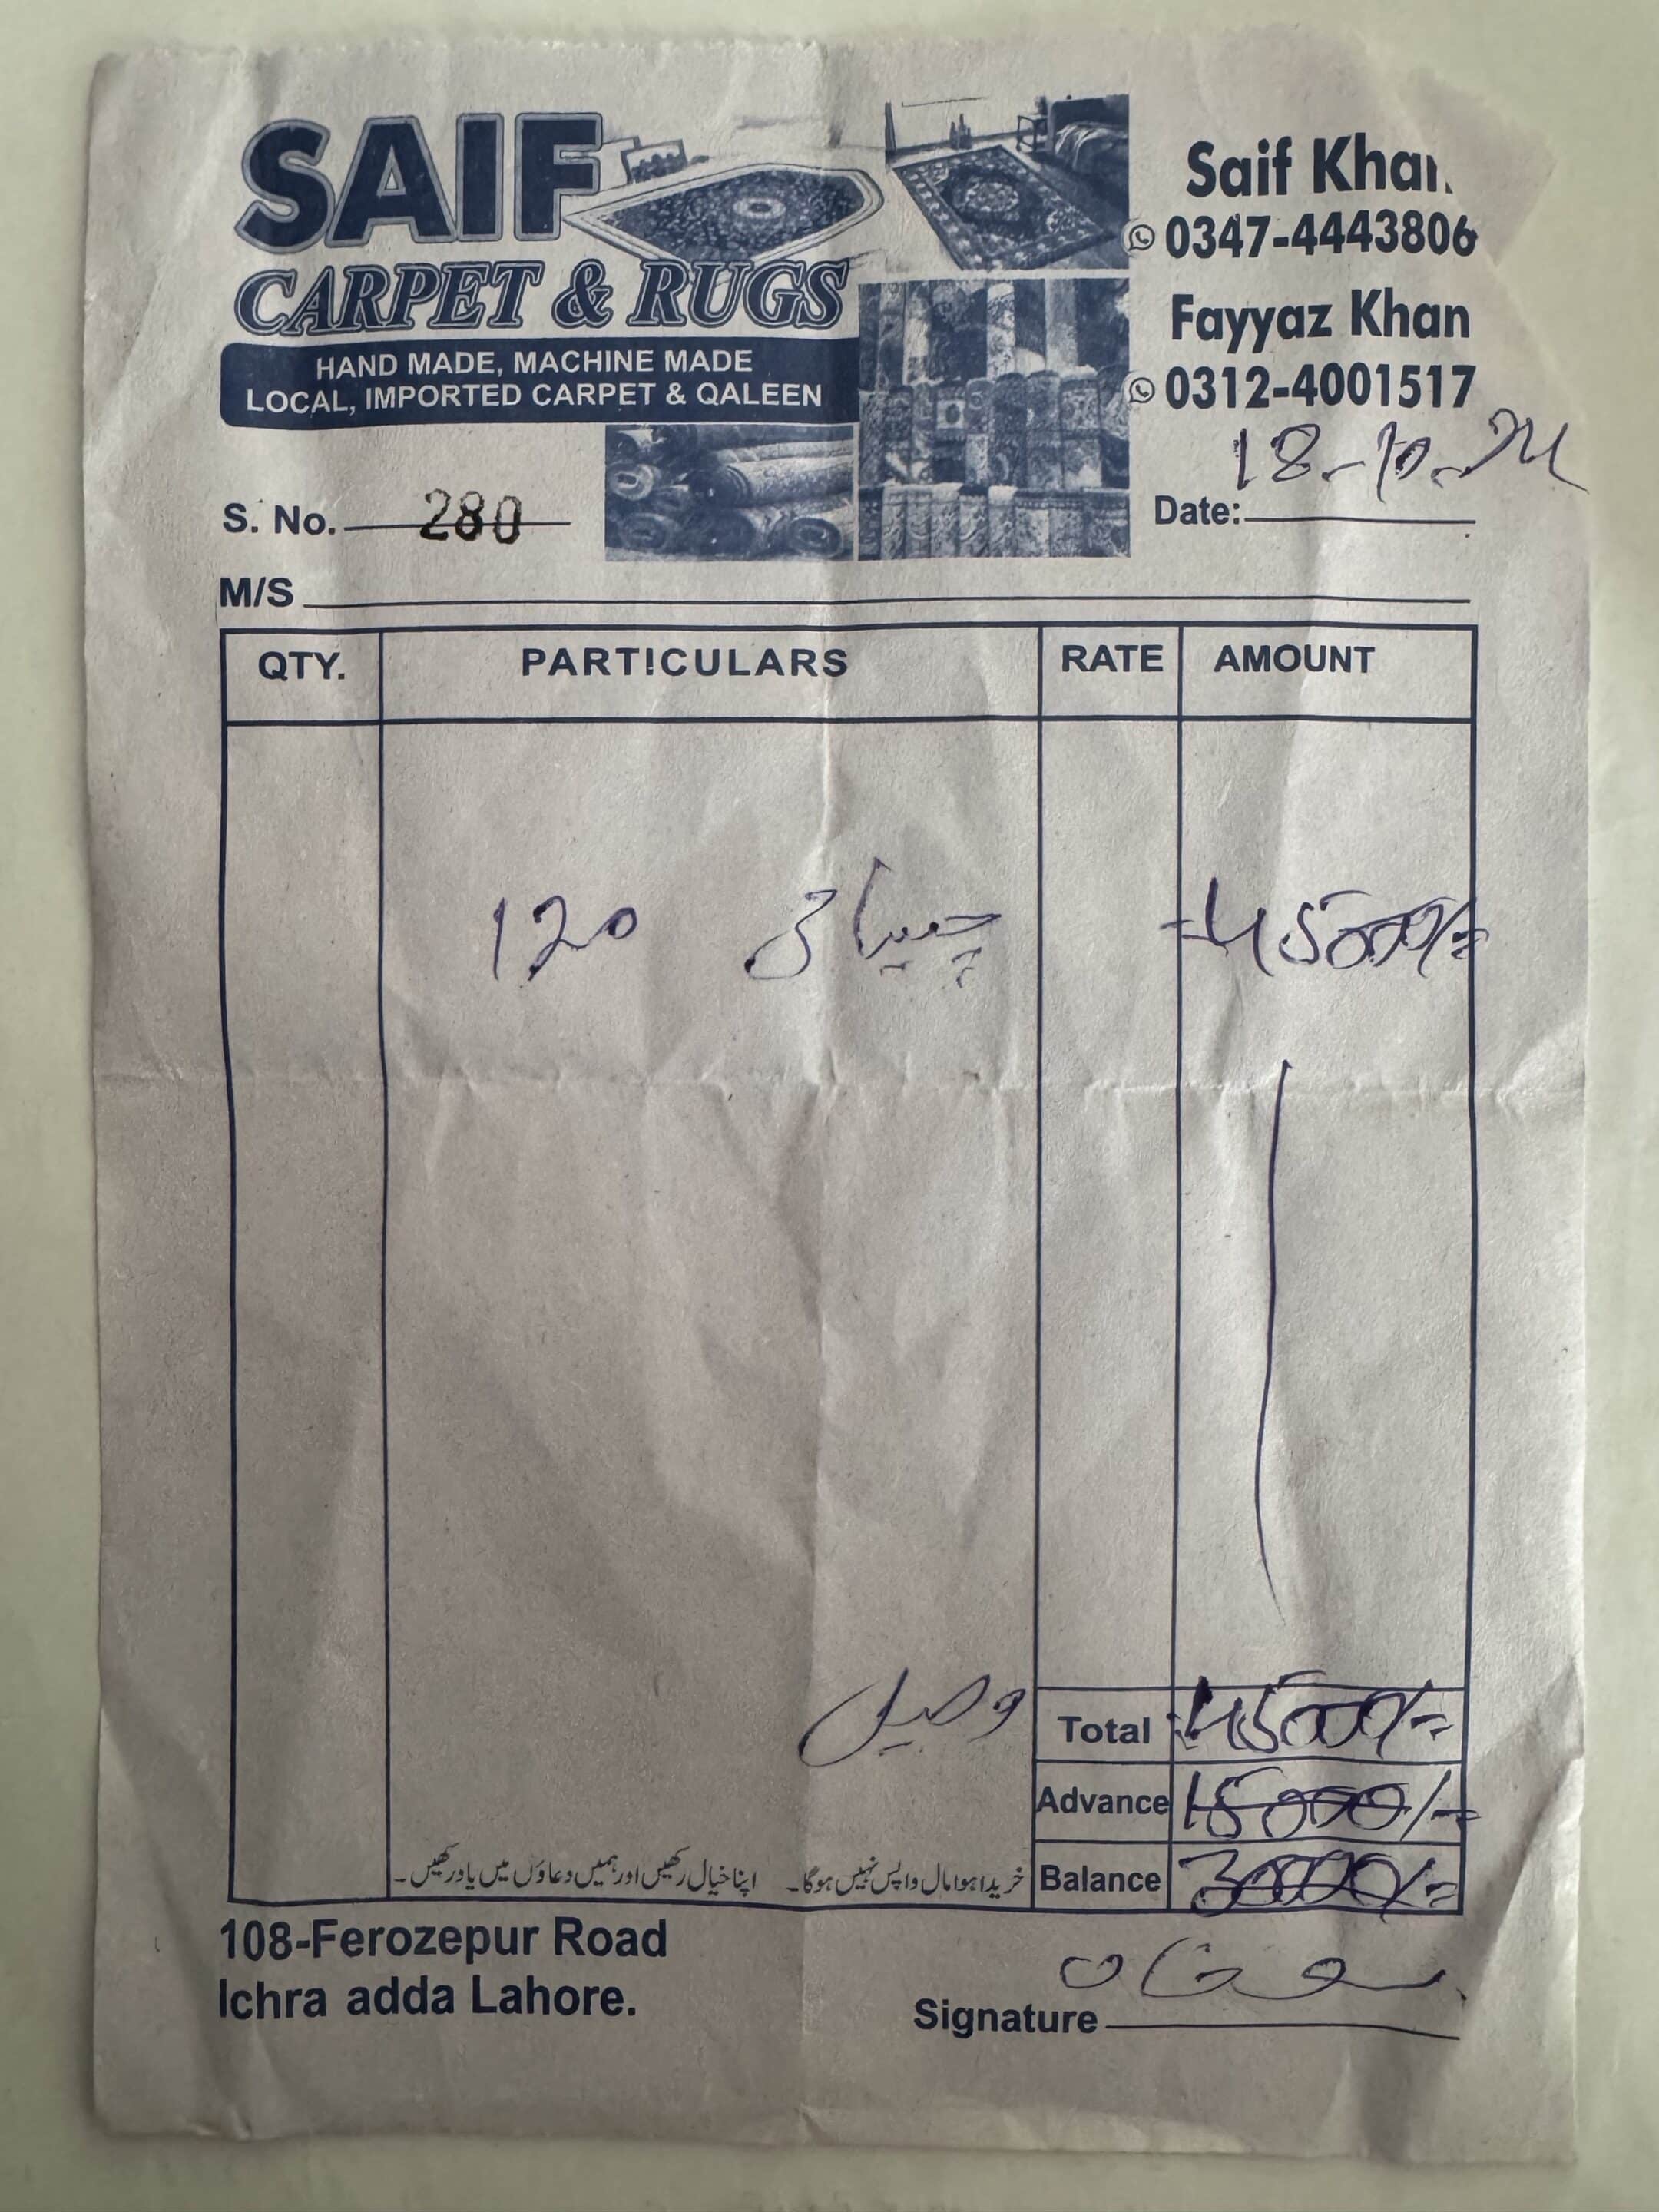 SAIF
CARPET & RUGS
HAND MADE, MACHINE MADE
LOCAL, IMPORTED CARPET & QALEEN
Saif Khan
0347-4443806
Fayyaz Khan
0312-4001517
S. No. 280
Date: 18-10-24
M/S
QTY. PARTICULARS RATE AMOUNT
120 45000/=
وصیل
Total 45000/=
Advance 15000/=
Balance 30000/=
خریدا ہوا مال واپس نہیں ہوگا۔ اپنا خیال رکھیں اور ہمیں دعاؤں میں یاد رکھیں۔
108-Ferozepur Road
Ichra adda Lahore.
Signature